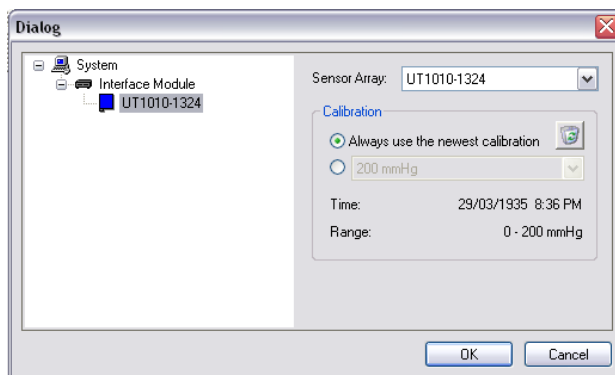 Dialog
System
Interface Module
UT1010-1324
Sensor Array: UT1010-1324
Calibration
Always use the newest calibration
200 mmHg
Time: 29/03/1935 8:36 PM
Range: 0 - 200 mmHg
OK Cancel